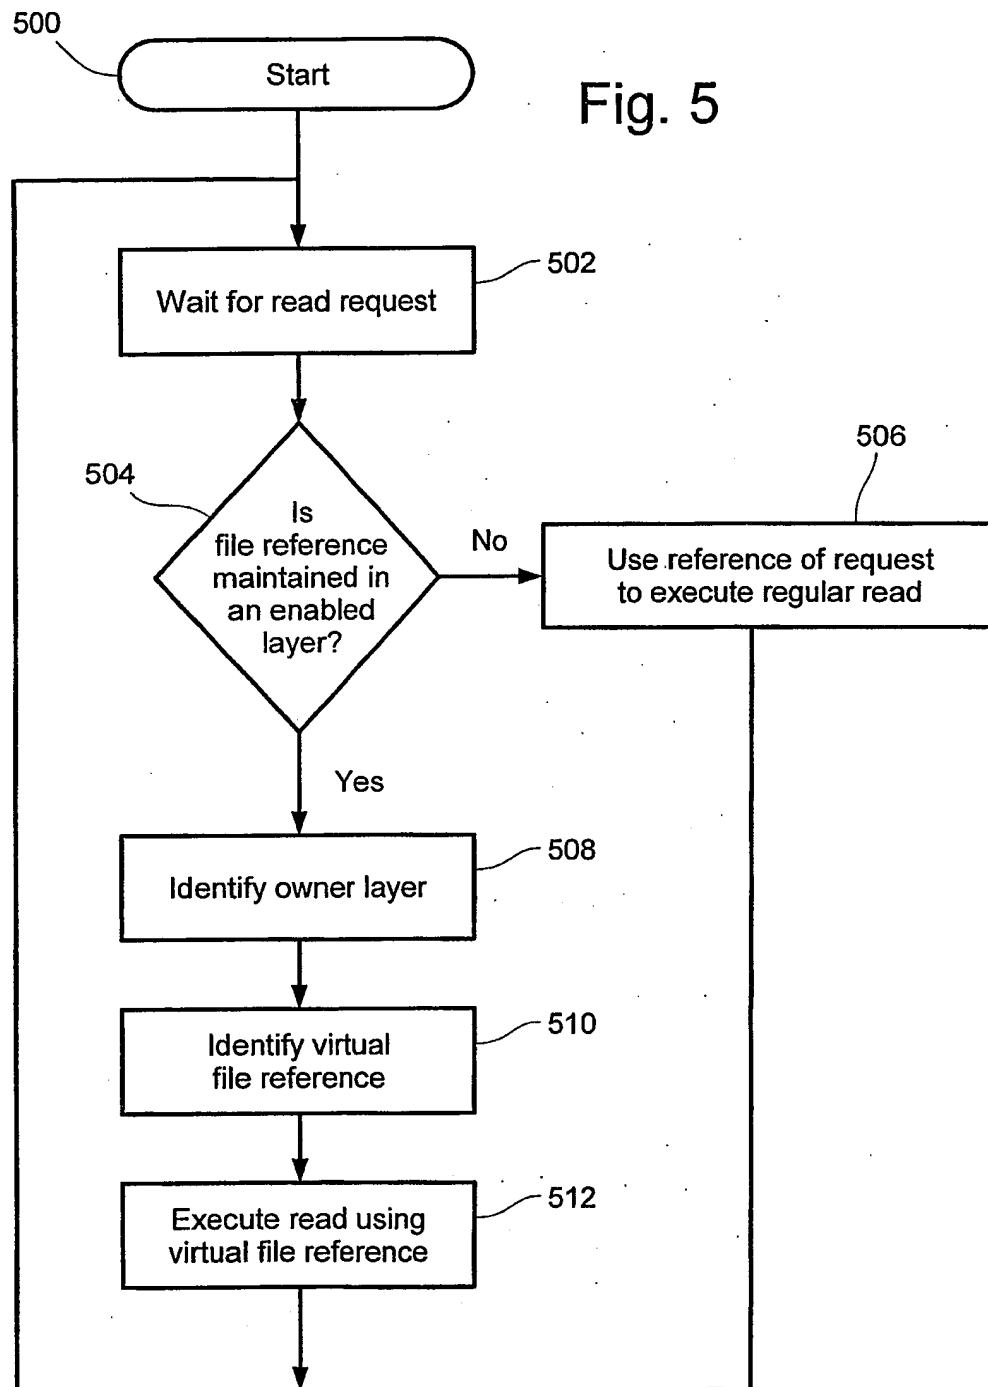 500
Start
Fig. 5
502
Wait for read request
504
Is
file reference
maintained in
an enabled
layer?
No
506
Use reference of request
to execute regular read
Yes
508
Identify owner layer
510
Identify virtual
file reference
512
Execute read using
virtual file reference